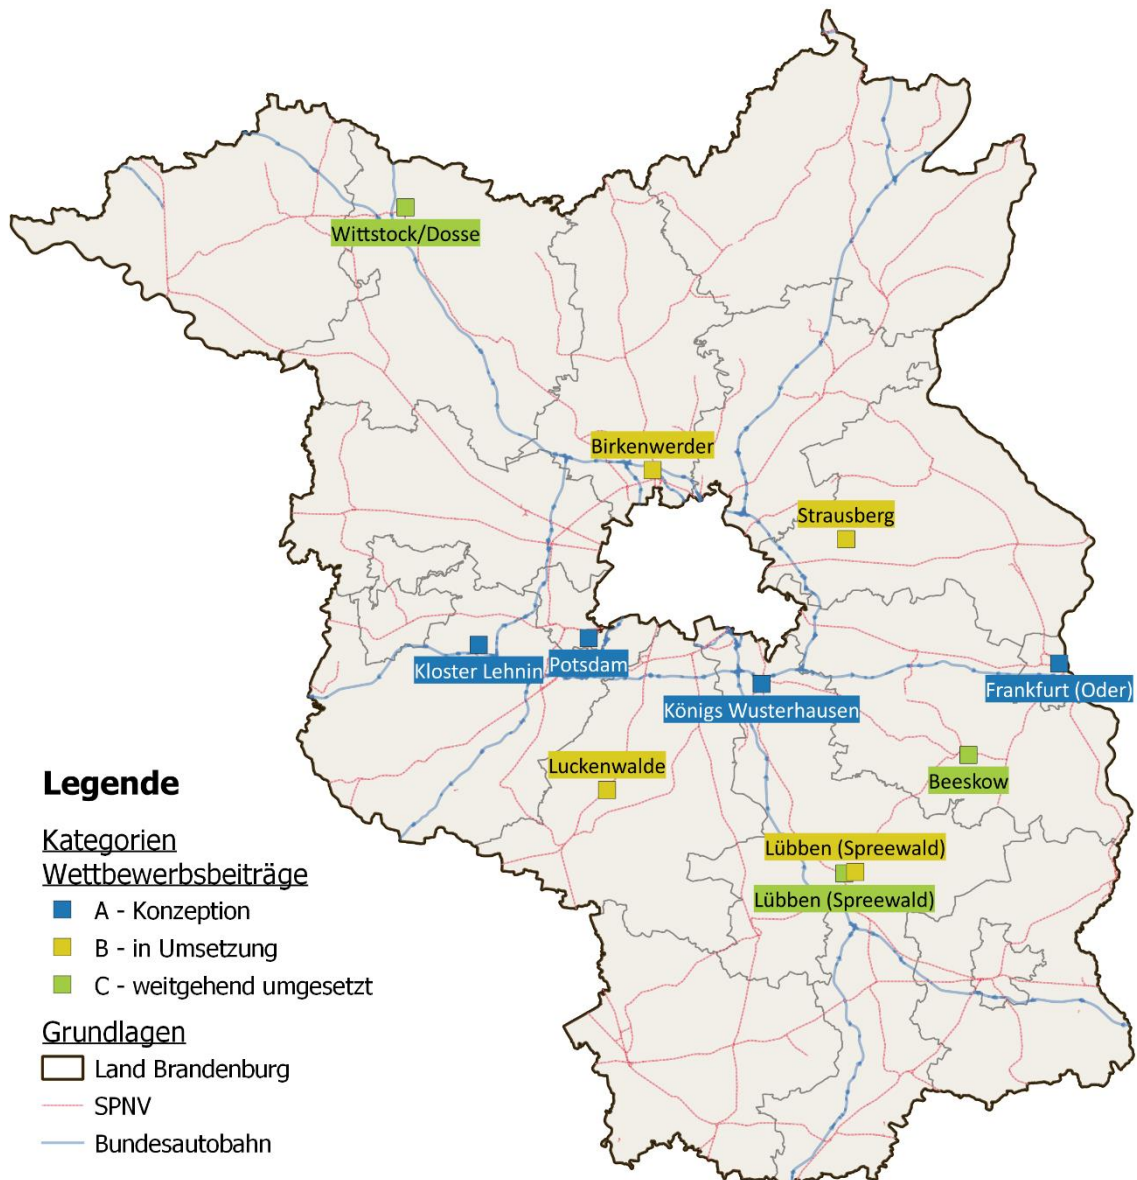 Wittstock/Dosse
Birkenwerder
Strausberg
Kloster Lehnin
Potsdam
Königs Wusterhausen
Frankfurt (Oder)
Luckenwalde
Beeskow
Lübben (Spreewald)
Lübben (Spreewald)
Legende
Kategorien
Wettbewerbsbeiträge
A - Konzeption
B - in Umsetzung
C - weitgehend umgesetzt
Grundlagen
Land Brandenburg
SPNV
Bundesautobahn